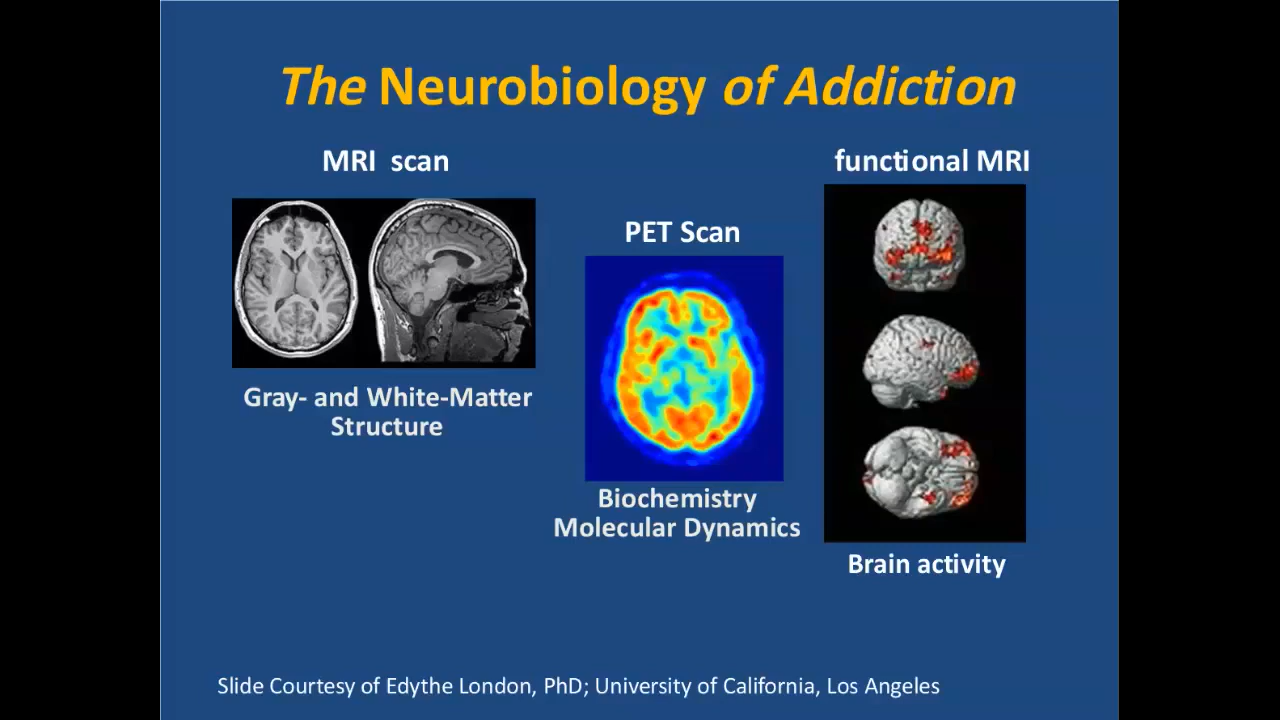 The Neurobiology of Addiction
MRI scan
functional MRI
PET Scan
Gray- and White-Matter
Structure
Biochemistry
Molecular Dynamics
Brain activity
Slide Courtesy of Edythe London, PhD; University of California, Los Angeles